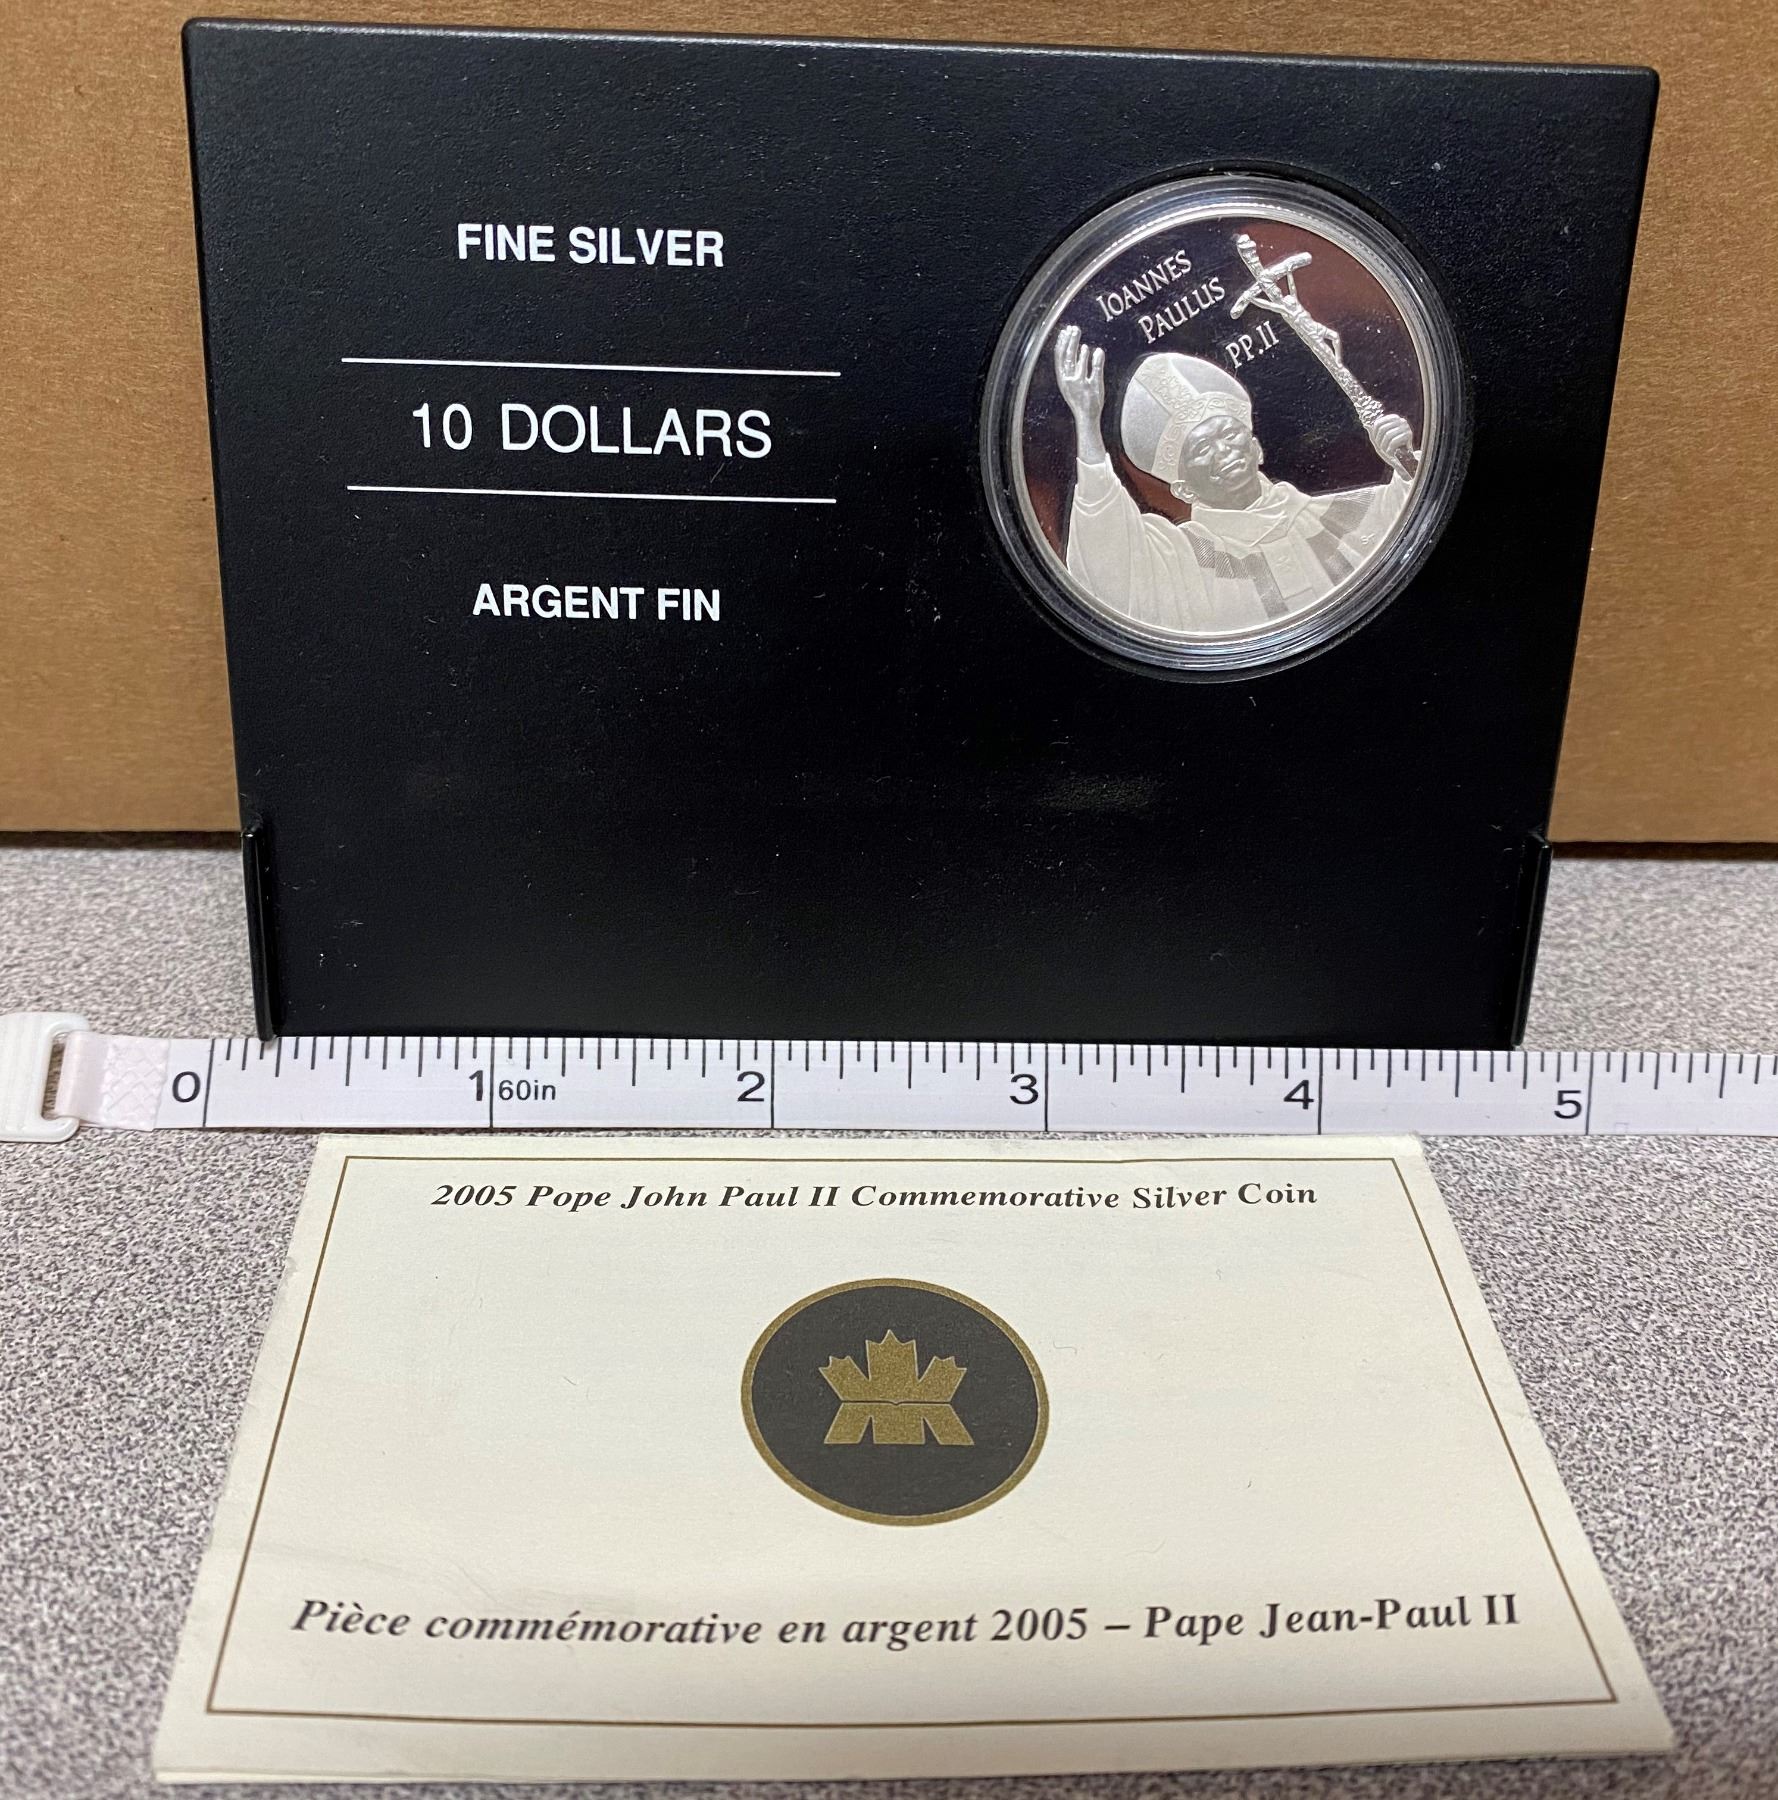 FINE SILVER
10 DOLLARS
ARGENT FIN
IOANNES
PAULUS
PP.II
0 1 60in 2 3 4 5
2005 Pope John Paul II Commemorative Silver Coin
Pièce commémorative en argent 2005 – Pape Jean-Paul II